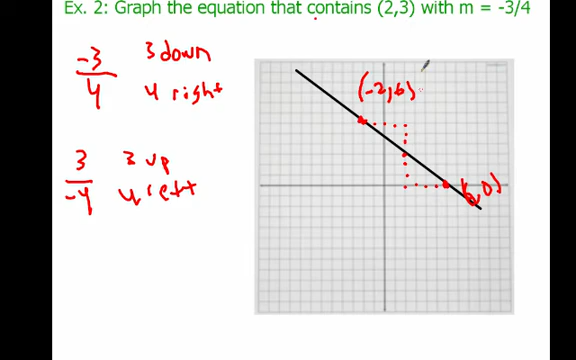 Ex. 2: Graph the equation that contains (2,3) with m = -3/4
-3 3 down
4 4 right
(-2,6)
3 3 up
-4 4 left
(6,0)